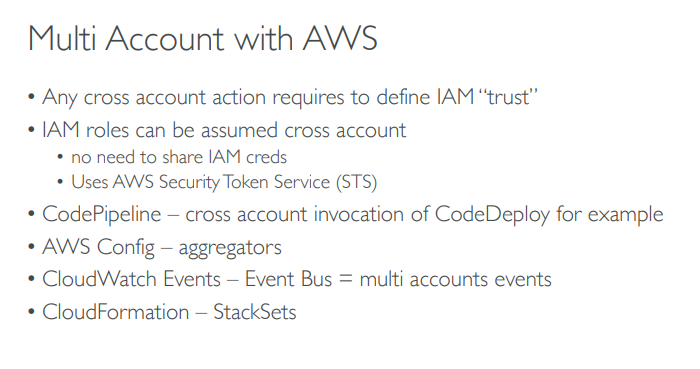 Multi Account with AWS
• Any cross account action requires to define IAM “trust”
• IAM roles can be assumed cross account
• no need to share IAM creds
• Uses AWS Security Token Service (STS)
• CodePipeline – cross account invocation of CodeDeploy for example
• AWS Config – aggregators
• CloudWatch Events – Event Bus = multi accounts events
• CloudFormation – StackSets